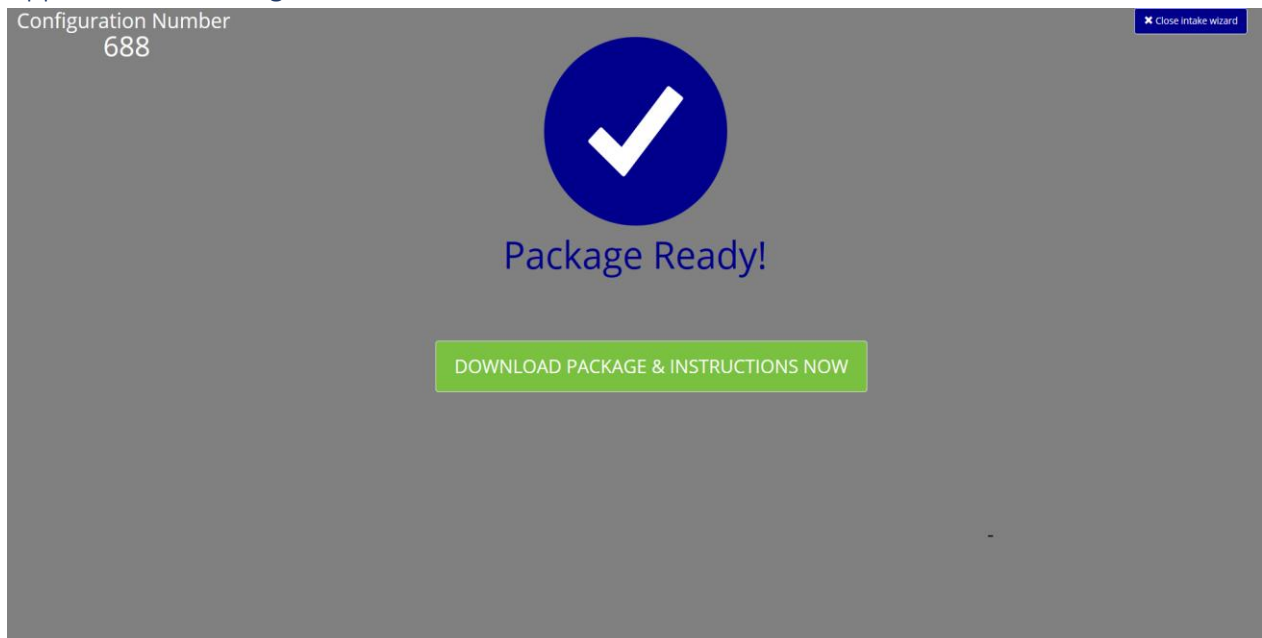 Configuration Number
688
✖ Close intake wizard
Package Ready!
DOWNLOAD PACKAGE & INSTRUCTIONS NOW
-